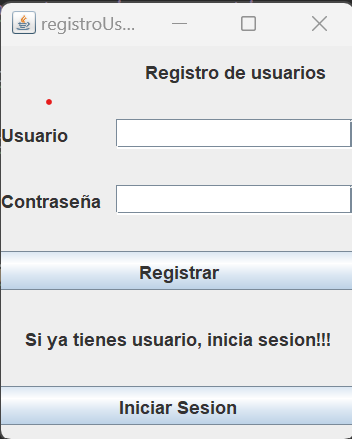 registroUs...
Registro de usuarios
Usuario
Contraseña
Registrar
Si ya tienes usuario, inicia sesion!!!
Iniciar Sesion